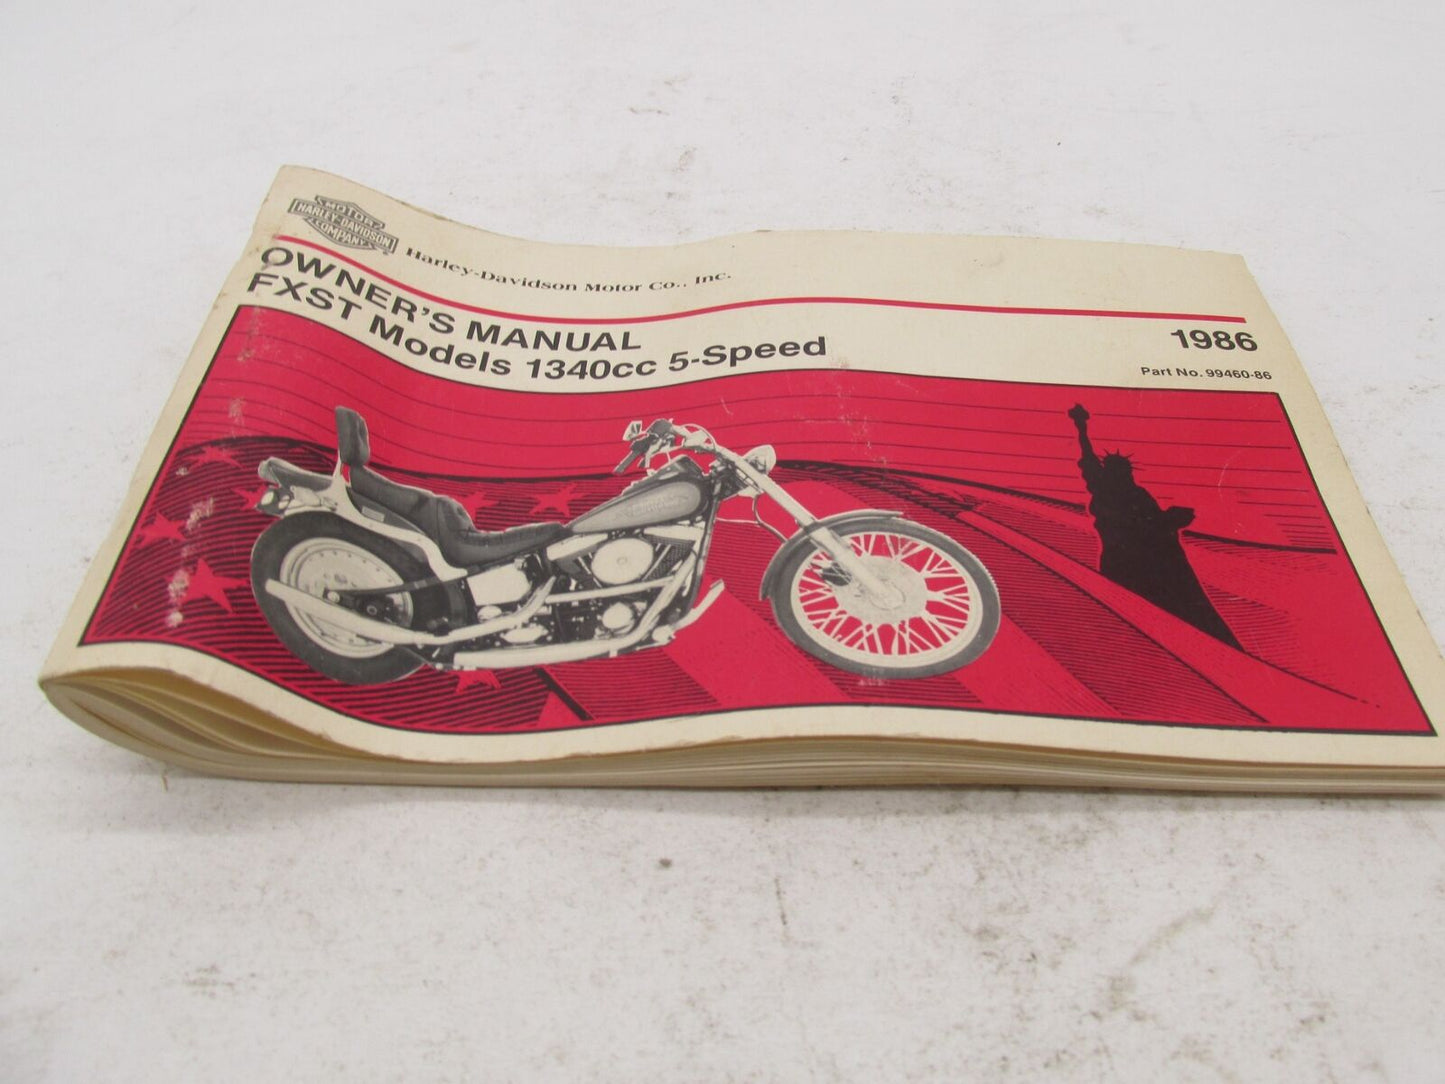 MOTOR
HARLEY-DAVIDSON
COMPANY
Harley-Davidson Motor Co., Inc.
OWNER'S MANUAL
FXST Models 1340cc 5-Speed
1986
Part No. 99460-86